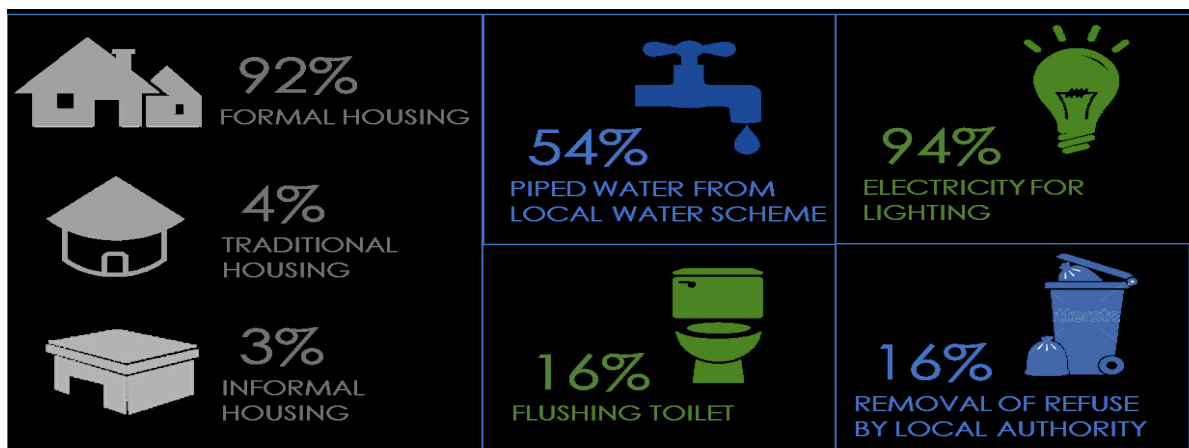 92%
FORMAL HOUSING
4%
TRADITIONAL
HOUSING
3%
INFORMAL
HOUSING
54%
PIPED WATER FROM
LOCAL WATER SCHEME
94%
ELECTRICITY FOR
LIGHTING
16%
FLUSHING TOILET
16%
REMOVAL OF REFUSE
BY LOCAL AUTHORITY